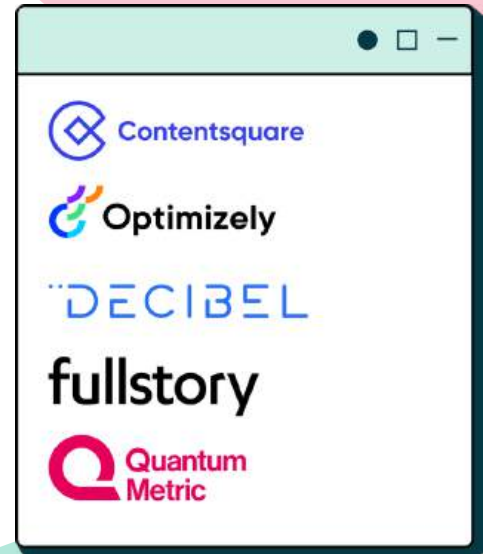 Contentsquare
Optimizely
DECIBEL
fullstory
Quantum
Metric